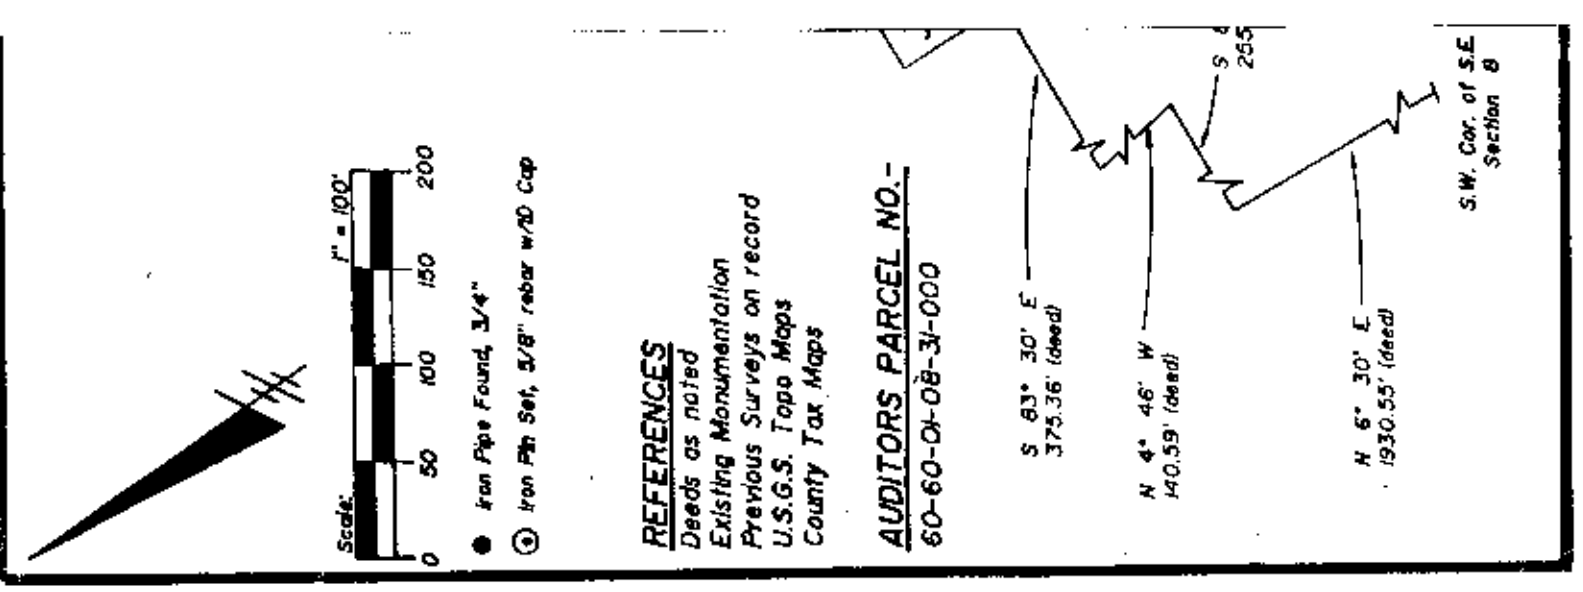 Scale: 1" = 100'
0 50 100 150 200
Iron Pipe Found, 3/4"
Iron Pin Set, 5/8" rebar w/ID Cap
REFERENCES
Deeds as noted
Existing Monumentation
Previous Surveys on record
U.S.G.S. Topo Maps
County Tax Maps
AUDITORS PARCEL NO.-
60-60-01-08-31-000
S 83° 30' E
375.36' (deed)
N 4° 46' W
140.59' (deed)
S
255
N 6° 30' E
1930.55' (deed)
S.W. Cor. of S.E.
Section 8